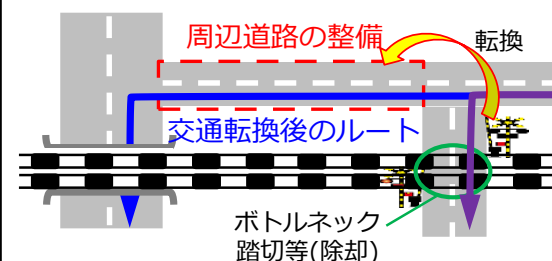 周辺道路の整備
転換
交通転換後のルート
ボトルネック
踏切等(除却)